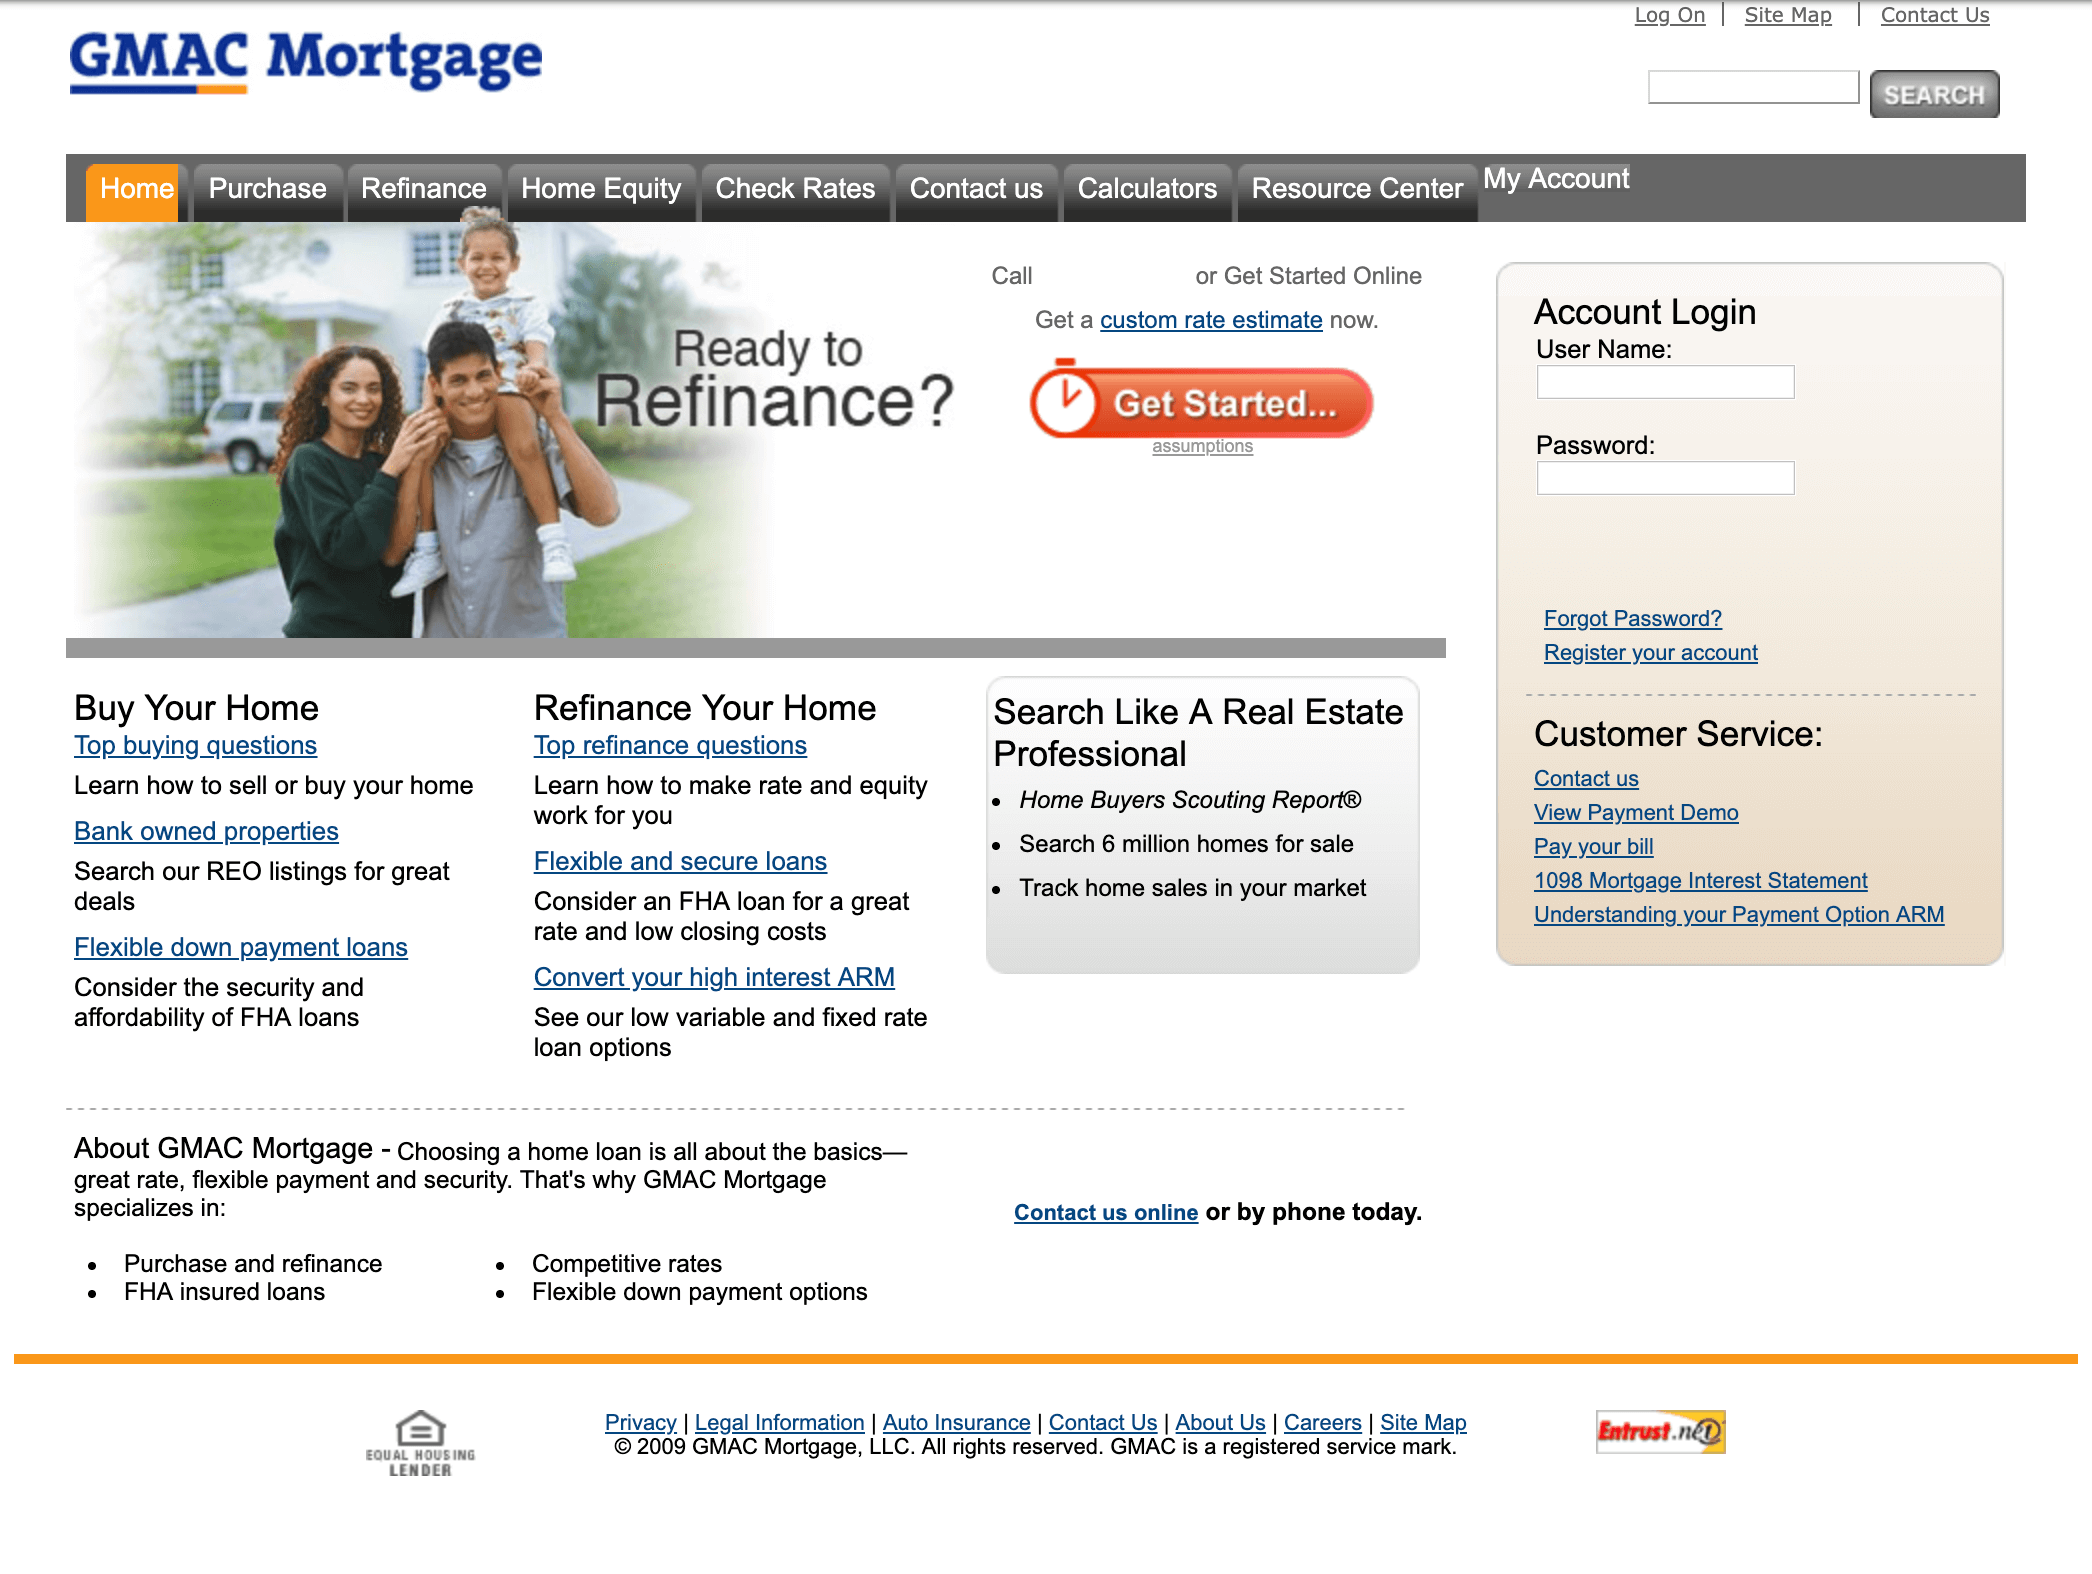 Log On | Site Map | Contact Us
GMAC Mortgage
SEARCH
Home Purchase Refinance Home Equity Check Rates Contact us Calculators Resource Center My Account
Ready to
Refinance?
Call or Get Started Online
Get a custom rate estimate now.
Get Started...
assumptions
Account Login
User Name:
Password:
Forgot Password?
Register your account
Customer Service:
Contact us
View Payment Demo
Pay your bill
1098 Mortgage Interest Statement
Understanding your Payment Option ARM
Buy Your Home
Top buying questions
Learn how to sell or buy your home
Bank owned properties
Search our REO listings for great
deals
Flexible down payment loans
Consider the security and
affordability of FHA loans
Refinance Your Home
Top refinance questions
Learn how to make rate and equity
work for you
Flexible and secure loans
Consider an FHA loan for a great
rate and low closing costs
Convert your high interest ARM
See our low variable and fixed rate
loan options
Search Like A Real Estate
Professional
• Home Buyers Scouting Report®
• Search 6 million homes for sale
• Track home sales in your market
About GMAC Mortgage - Choosing a home loan is all about the basics—
great rate, flexible payment and security. That's why GMAC Mortgage
specializes in:
• Purchase and refinance
• FHA insured loans
• Competitive rates
• Flexible down payment options
Contact us online or by phone today.
EQUAL HOUSING
LENDER
Privacy | Legal Information | Auto Insurance | Contact Us | About Us | Careers | Site Map
© 2009 GMAC Mortgage, LLC. All rights reserved. GMAC is a registered service mark.
Entrust.net